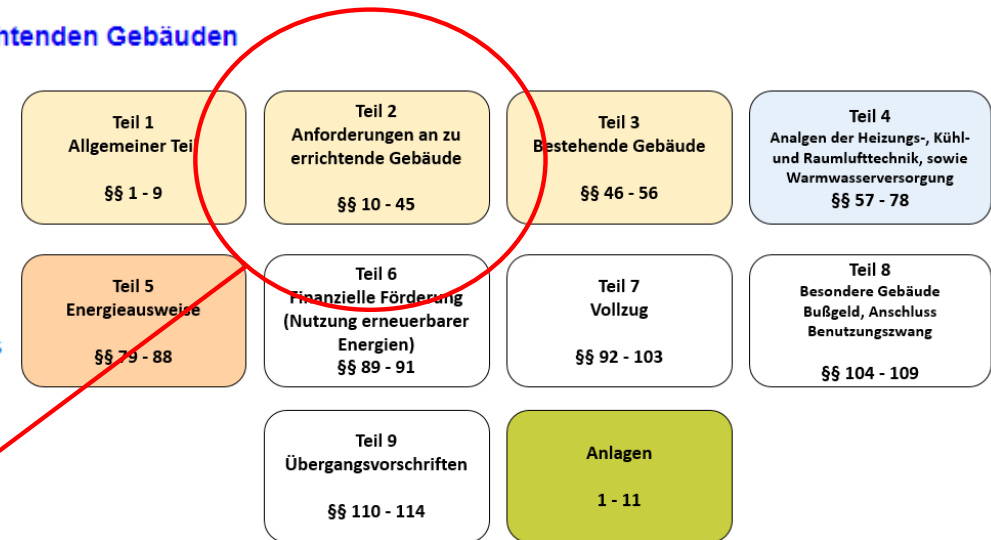 ntenden Gebäuden
Teil 1
Allgemeiner Teil
§§ 1 - 9
Teil 2
Anforderungen an zu
errichtende Gebäude
§§ 10 - 45
Teil 3
Bestehende Gebäude
§§ 46 - 56
Teil 4
Analgen der Heizungs-, Kühl-
und Raumlufttechnik, sowie
Warmwasserversorgung
§§ 57 - 78
Teil 5
Energieausweise
§§ 79 - 88
Teil 6
Finanzielle Förderung
(Nutzung erneuerbarer
Energien)
§§ 89 - 91
Teil 7
Vollzug
§§ 92 - 103
Teil 8
Besondere Gebäude
Bußgeld, Anschluss
Benutzungszwang
§§ 104 - 109
s
Teil 9
Übergangsvorschriften
§§ 110 - 114
Anlagen
1 - 11